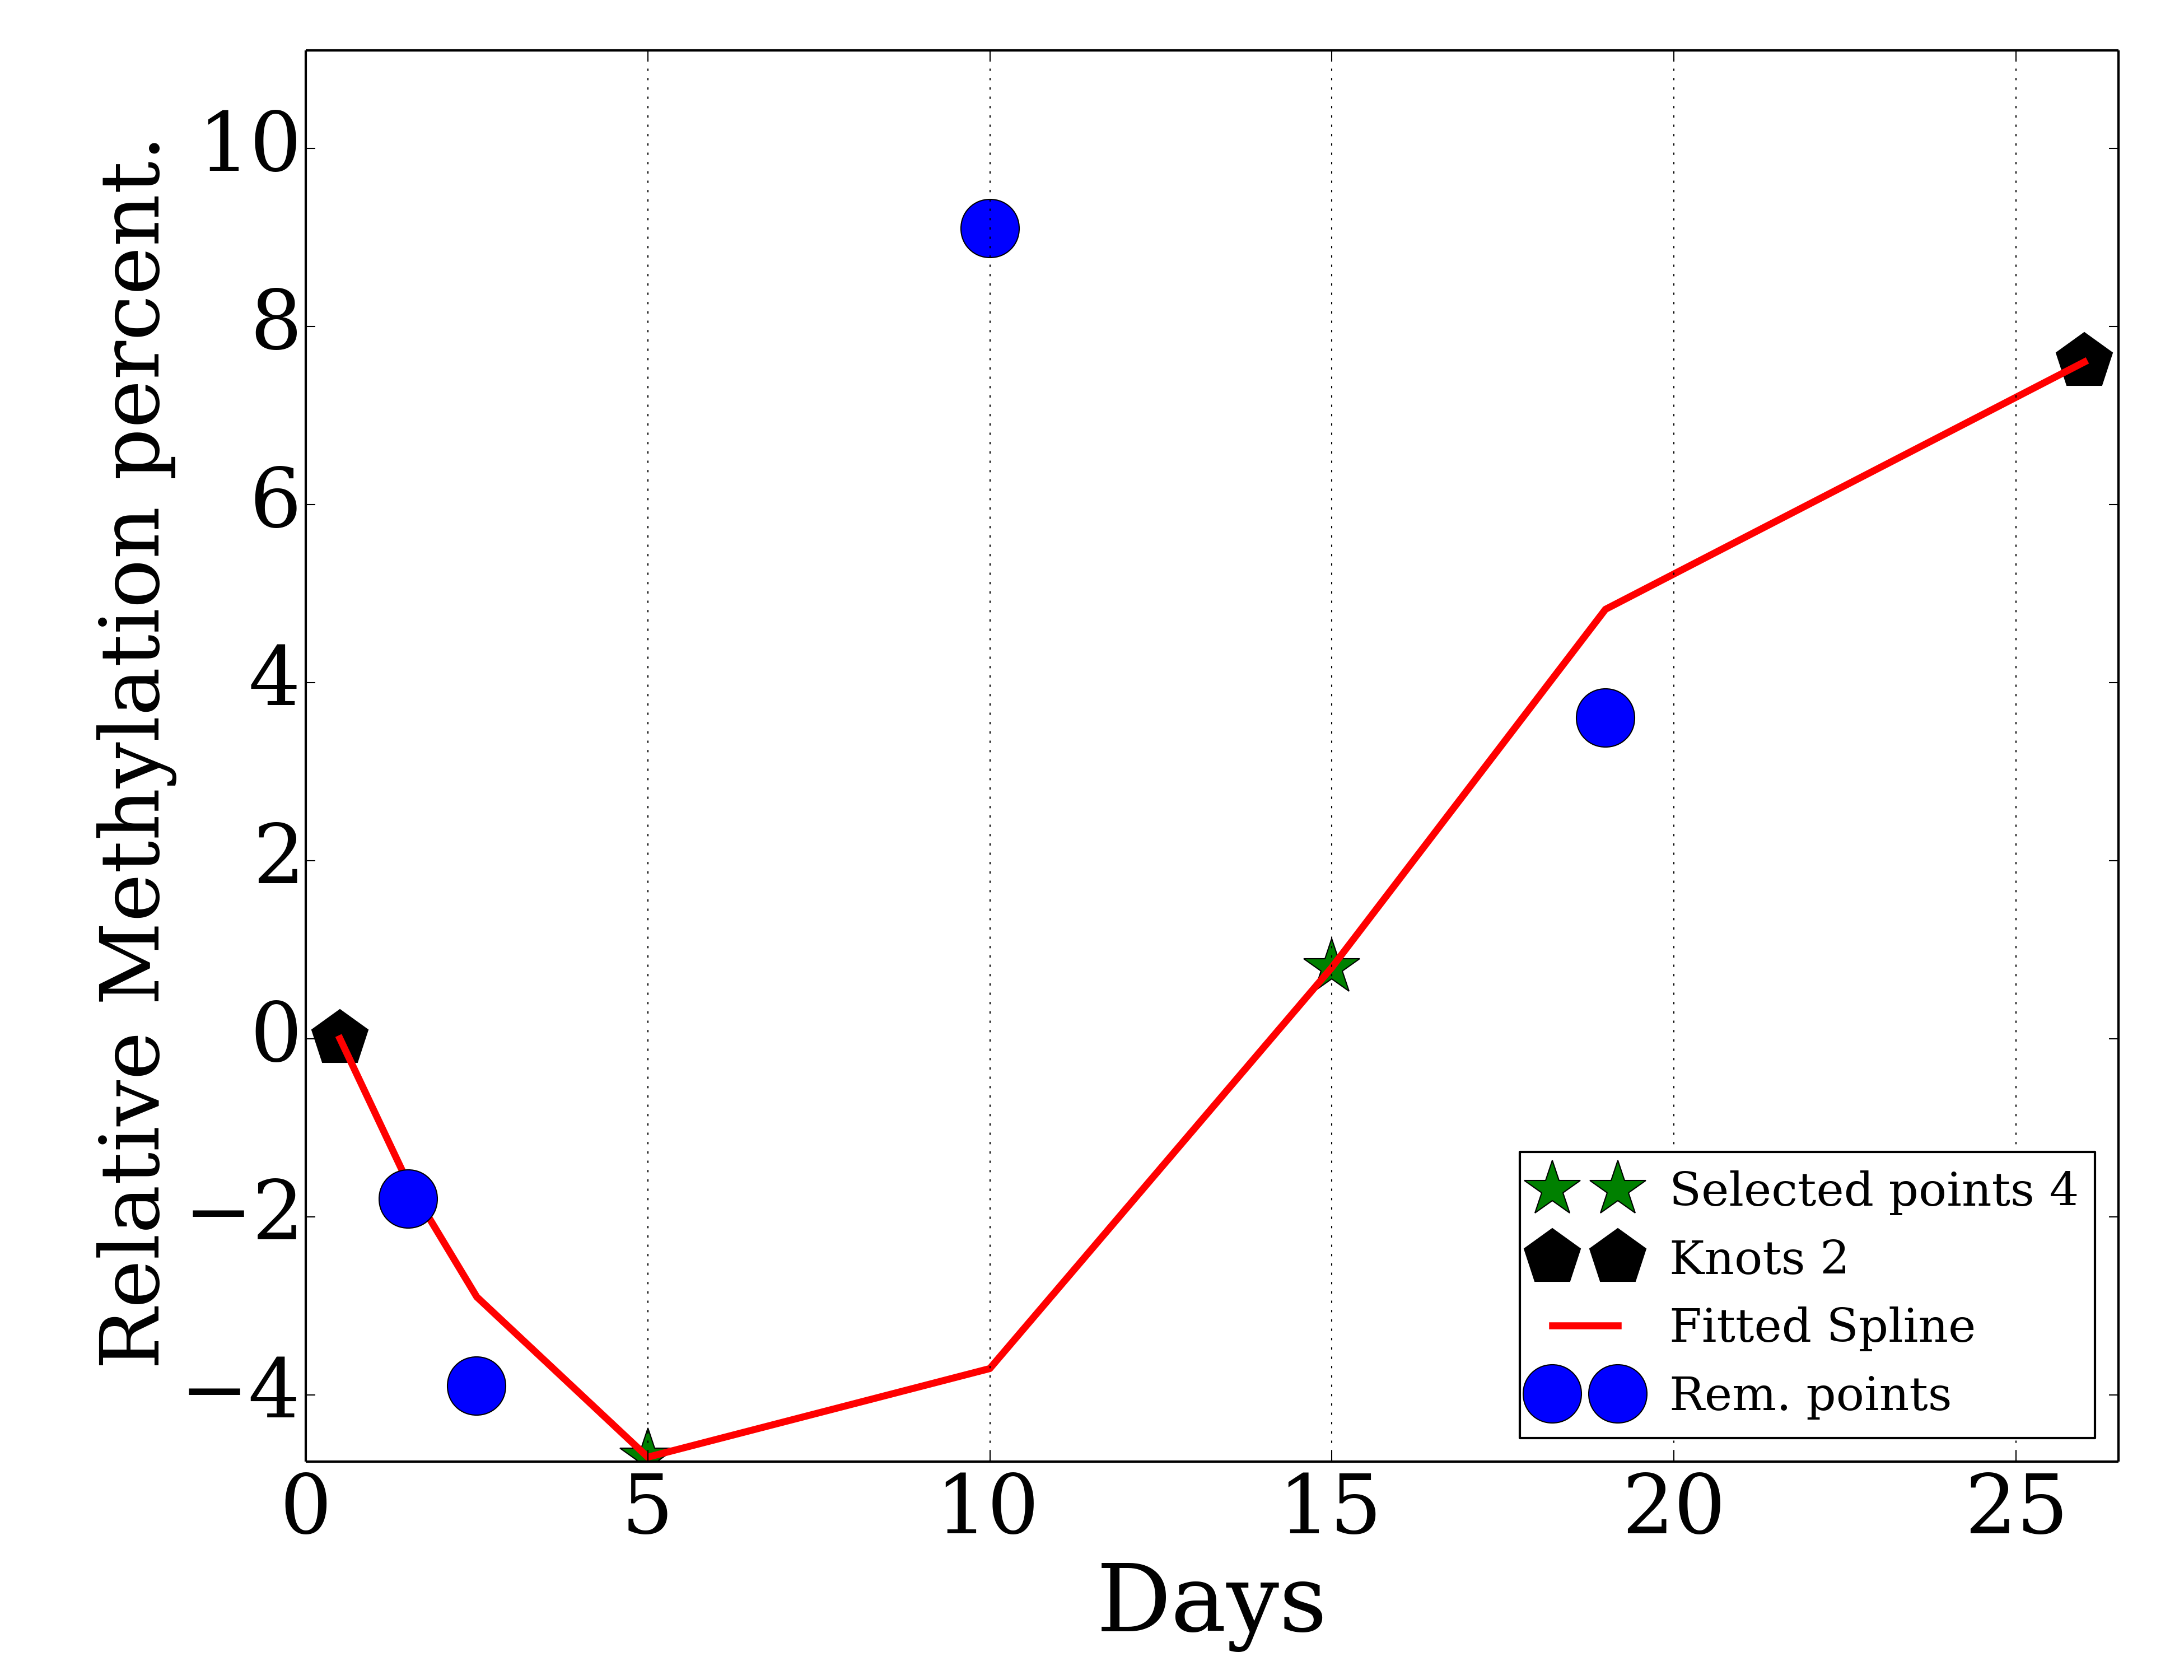 Relative Methylation percent.
10
8
6
4
2
0
−2
−4
0 5 10 15 20 25
Days
Selected points 4
Knots 2
Fitted Spline
Rem. points